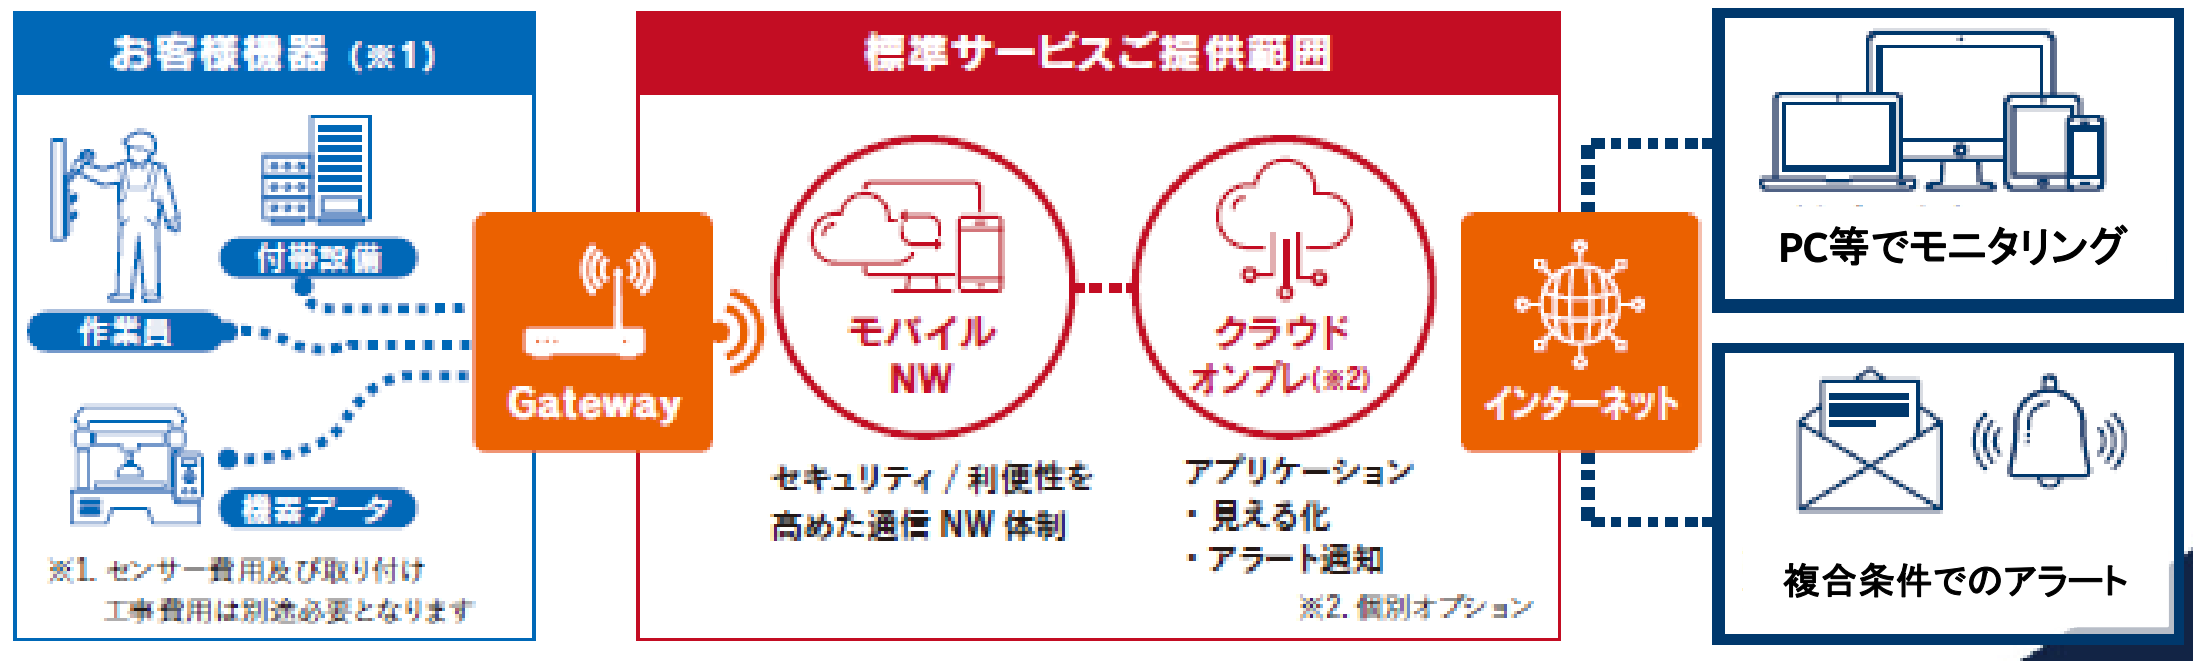 お客様機器 (※1)
付帯設備
作業員
機器データ
※1. センサー費用及び取り付け
工事費用は別途必要となります
Gateway
標準サービスご提供範囲
モバイル
NW
セキュリティ / 利便性を
高めた通信 NW 体制
クラウド
オンプレ(※2)
アプリケーション
・見える化
・アラート通知
※2. 個別オプション
インターネット
PC等でモニタリング
複合条件でのアラート